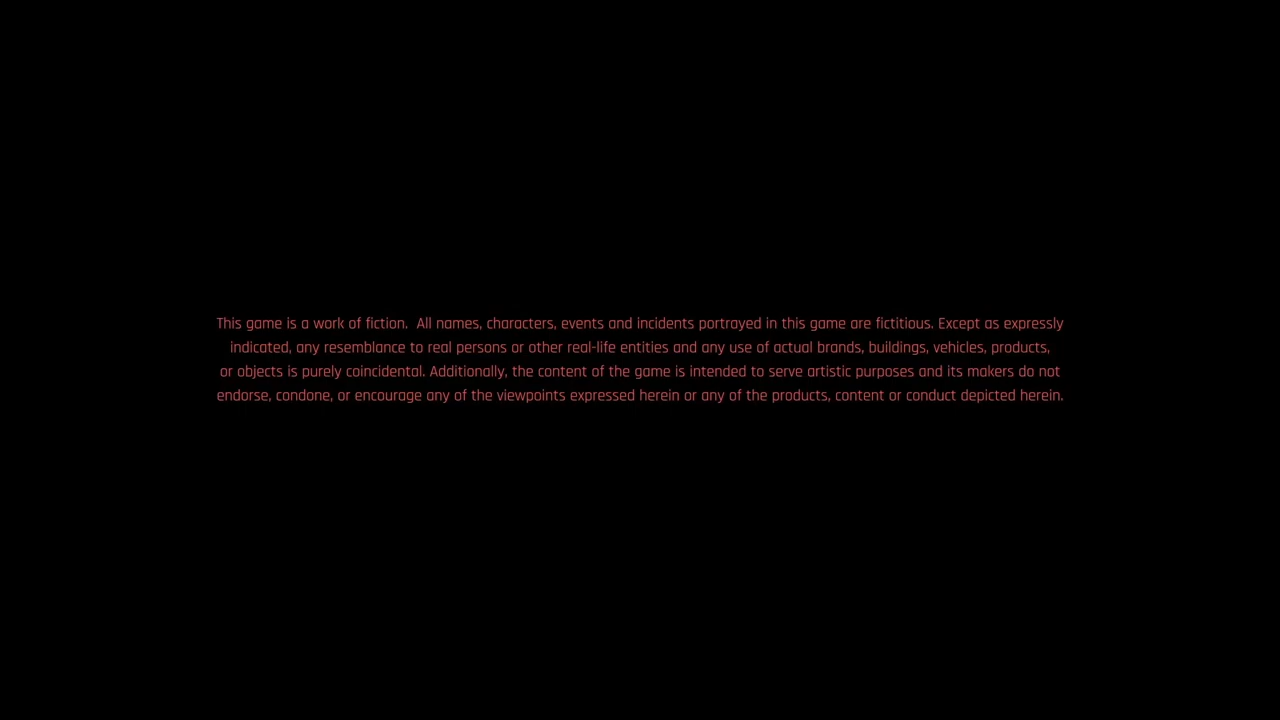 This game is a work of fiction.  All names, characters, events and incidents portrayed in this game are fictitious. Except as expressly
indicated, any resemblance to real persons or other real-life entities and any use of actual brands, buildings, vehicles, products,
or objects is purely coincidental. Additionally, the content of the game is intended to serve artistic purposes and its makers do not
endorse, condone, or encourage any of the viewpoints expressed herein or any of the products, content or conduct depicted herein.